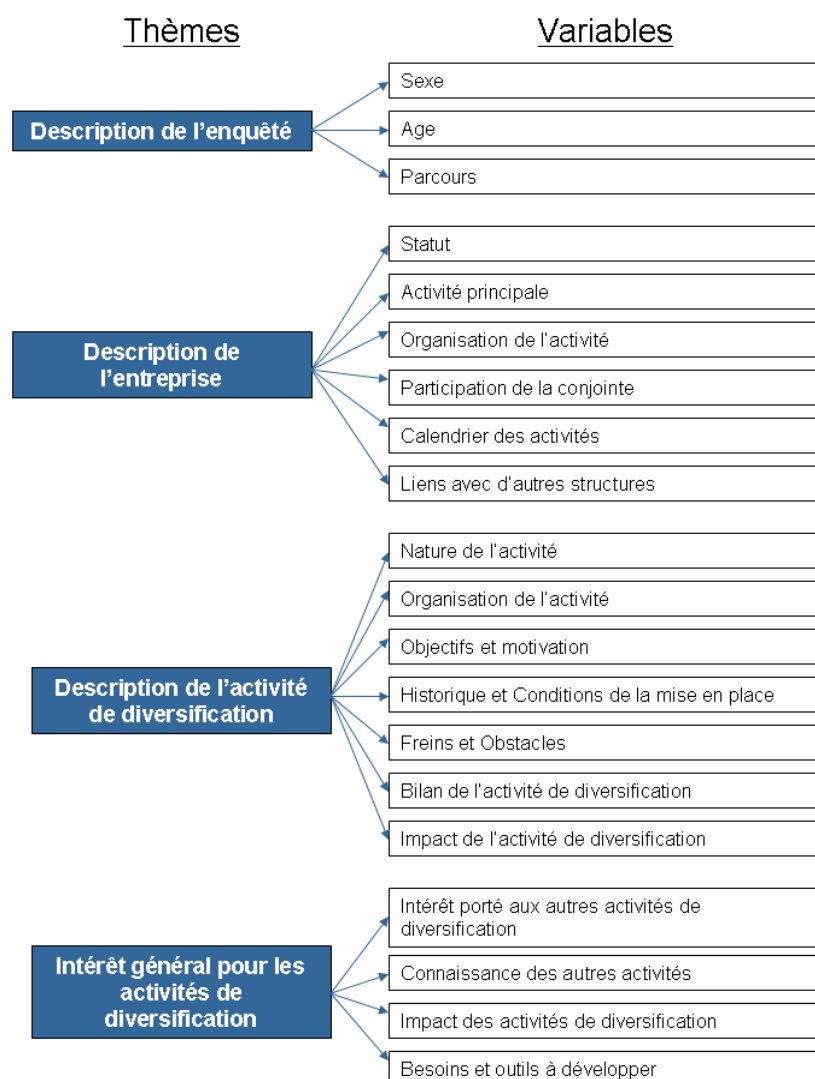 Thèmes
Variables
Description de l'enquêté
Sexe
Age
Parcours
Description de
l'entreprise
Statut
Activité principale
Organisation de l'activité
Participation de la conjointe
Calendrier des activités
Liens avec d'autres structures
Description de l'activité
de diversification
Nature de l'activité
Organisation de l'activité
Objectifs et motivation
Historique et Conditions de la mise en place
Freins et Obstacles
Bilan de l'activité de diversification
Impact de l'activité de diversification
Intérêt général pour les
activités de
diversification
Intérêt porté aux autres activités de
diversification
Connaissance des autres activités
Impact des activités de diversification
Besoins et outils à développer